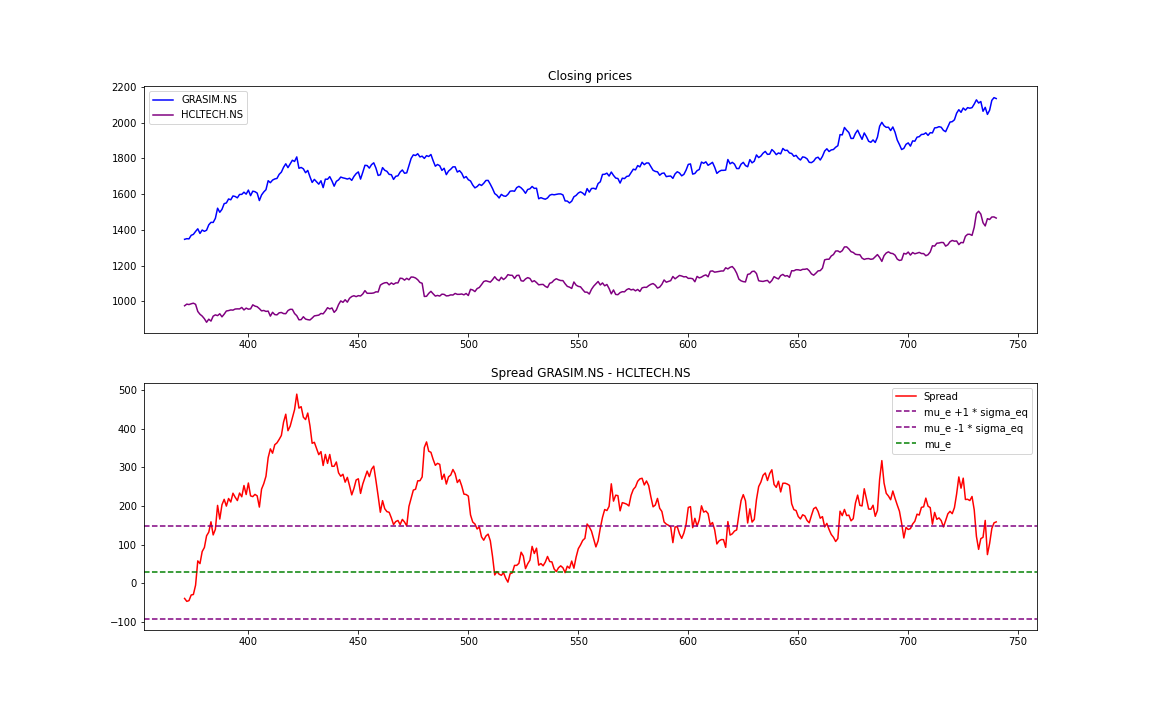 Closing prices
2200
2000
1800
1600
1400
1200
1000
GRASIM.NS
HCLTECH.NS
400 450 500 550 600 650 700 750
Spread GRASIM.NS - HCLTECH.NS
500
400
300
200
100
0
−100
Spread
mu_e +1 * sigma_eq
mu_e -1 * sigma_eq
mu_e
400 450 500 550 600 650 700 750